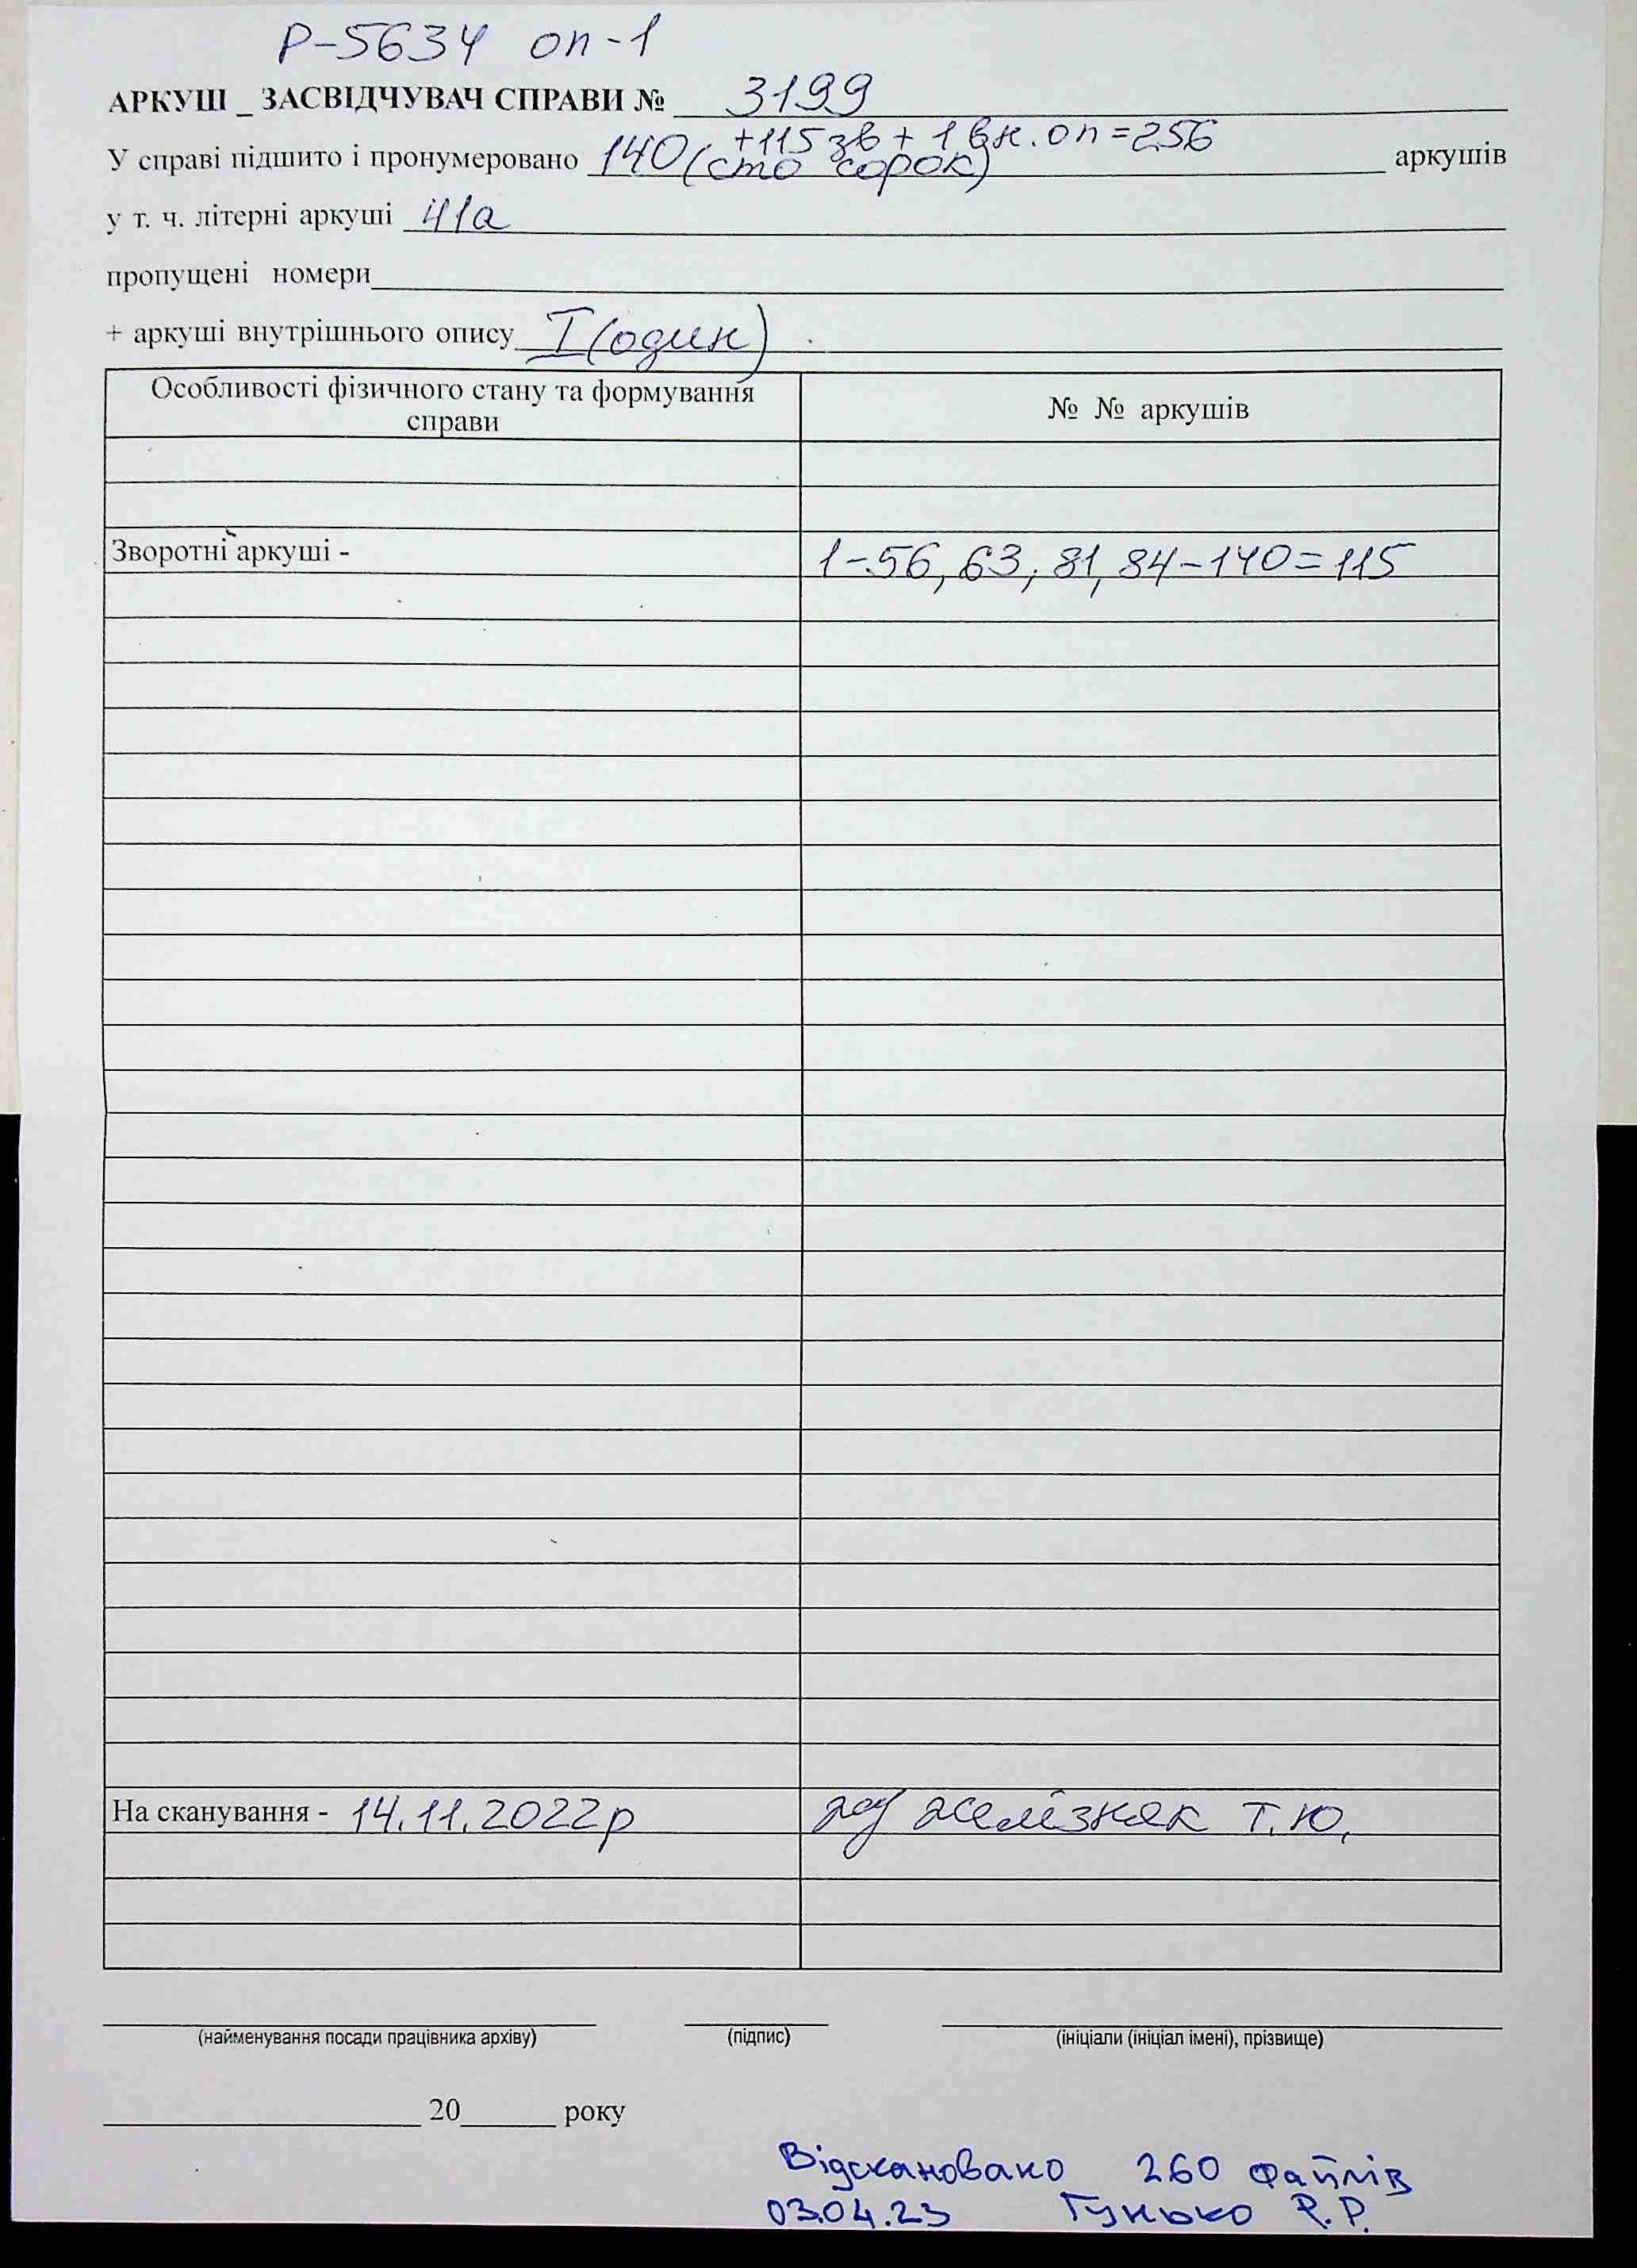 Р-5634 оп-1
АРКУШ _ ЗАСВІДЧУВАЧ СПРАВИ № 3199
+115 зв + 1 вн. оп = 256
У справі підшито і пронумеровано 140 (сто сорок) аркушів
у т. ч. літерні аркуші 41а
пропущені номери
+ аркуші внутрішнього опису I (один)
Особливості фізичного стану та формування справи
№ № аркушів
Зворотні аркуші - 1-56, 63, 81, 84-140=115
На сканування - 14.11.2022р Желізняк Т.Ю.
(найменування посади працівника архіву) (підпис) (ініціали (ініціал імені), прізвище)
20 року
Відскановано 260 файлів
03.04.23 Гунько Р.Р.